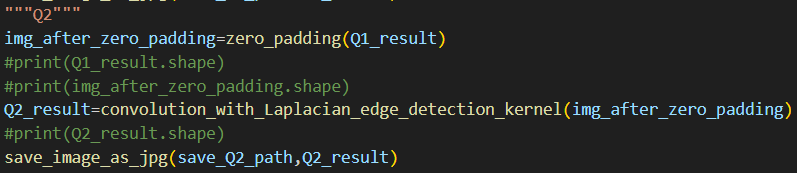 """Q2"""
img_after_zero_padding=zero_padding(Q1_result)
#print(Q1_result.shape)
#print(img_after_zero_padding.shape)
Q2_result=convolution_with_Laplacian_edge_detection_kernel(img_after_zero_padding)
#print(Q2_result.shape)
save_image_as_jpg(save_Q2_path,Q2_result)